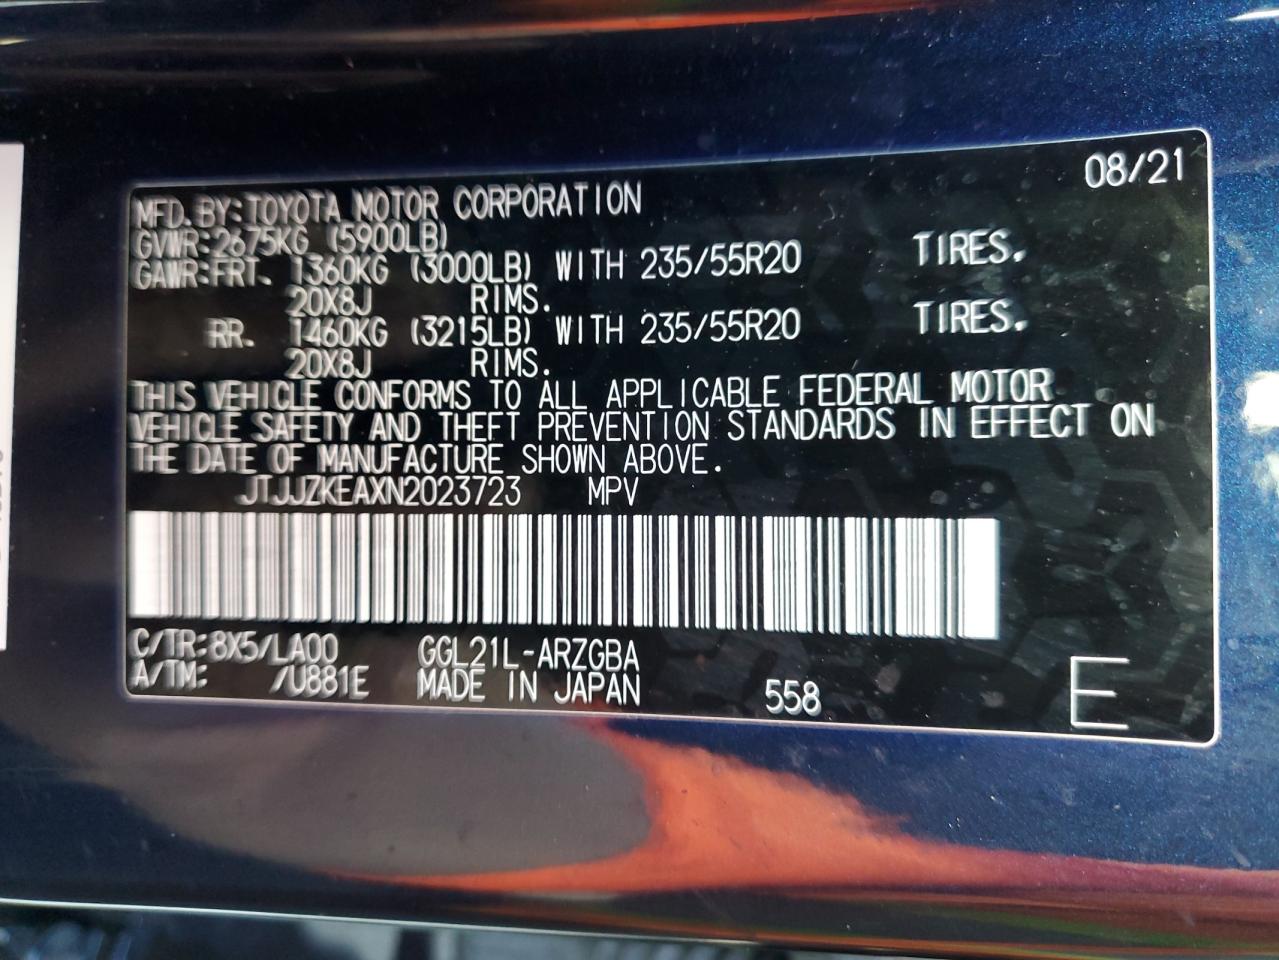 08/21
MFD.BY:TOYOTA MOTOR CORPORATION
GVWR:2675KG (5900LB)
GAWR:FRT. 1360KG (3000LB) WITH 235/55R20 TIRES.
20X8J RIMS.
RR. 1460KG (3215LB) WITH 235/55R20 TIRES.
20X8J RIMS.
THIS VEHICLE CONFORMS TO ALL APPLICABLE FEDERAL MOTOR
VEHICLE SAFETY AND THEFT PREVENTION STANDARDS IN EFFECT ON
THE DATE OF MANUFACTURE SHOWN ABOVE.
JTJJZKEAXN2023723 MPV
C/TR:8X5/LA00 GGL21L-ARZGBA
A/TM: /U881E MADE IN JAPAN 558 E